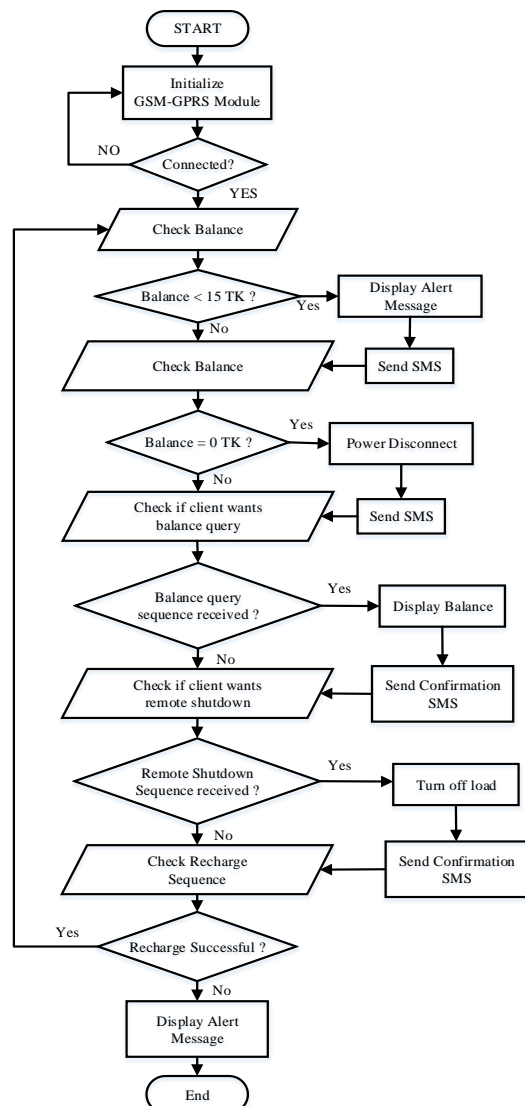 START
Initialize
GSM-GPRS Module
NO
Connected?
YES
Check Balance
Balance < 15 TK ?
Yes
Display Alert
Message
No
Check Balance
Send SMS
Yes
Balance = 0 TK ?
Power Disconnect
No
Check if client wants
balance query
Send SMS
Balance query
sequence received ?
Yes
Display Balance
No
Check if client wants
remote shutdown
Send Confirmation
SMS
Remote Shutdown
Sequence received ?
Yes
Turn off load
No
Check Recharge
Sequence
Send Confirmation
SMS
Yes
Recharge Successful ?
No
Display Alert
Message
End